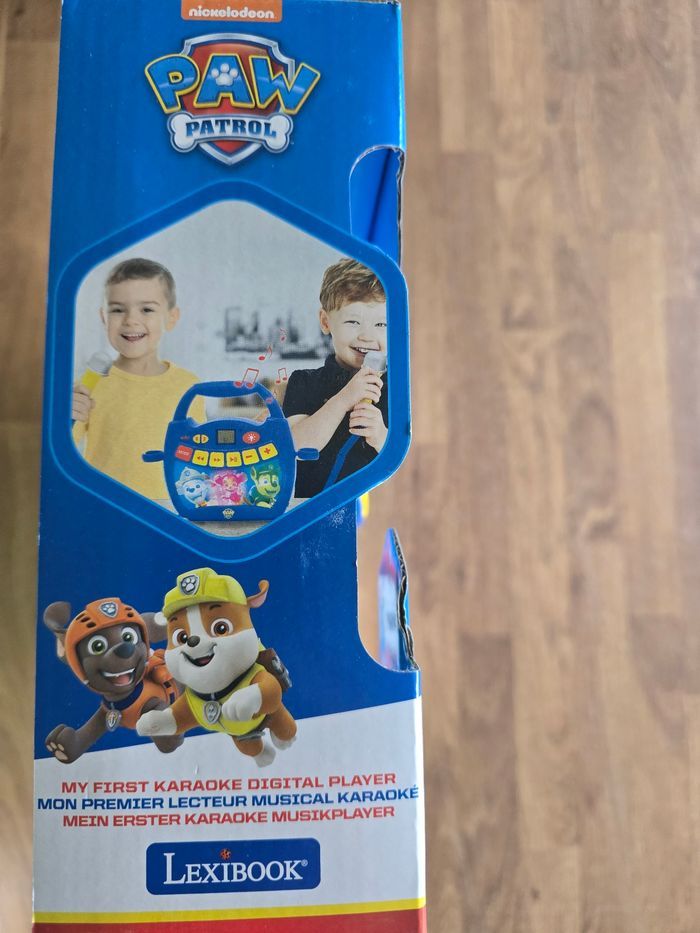 nickelodeon
PAW
PATROL
MY FIRST KARAOKE DIGITAL PLAYER
MON PREMIER LECTEUR MUSICAL KARAOKÉ
MEIN ERSTER KARAOKE MUSIKPLAYER
LEXIBOOK®